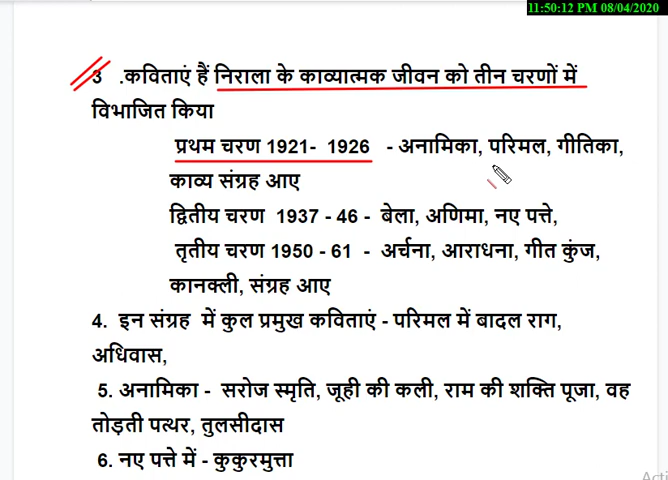 11:50:12 PM 08/04/2020
3 .कविताएं हैं निराला के काव्यात्मक जीवन को तीन चरणों में
विभाजित किया
प्रथम चरण 1921- 1926 - अनामिका, परिमल, गीतिका,
काव्य संग्रह आए
द्वितीय चरण 1937 - 46 - बेला, अणिमा, नए पत्ते,
तृतीय चरण 1950 - 61 - अर्चना, आराधना, गीत कुंज,
कानक्ली, संग्रह आए
4. इन संग्रह में कुल प्रमुख कविताएं - परिमल में बादल राग,
अधिवास,
5. अनामिका - सरोज स्मृति, जूही की कली, राम की शक्ति पूजा, वह
तोड़ती पत्थर, तुलसीदास
6. नए पत्ते में - कुकुरमुत्ता